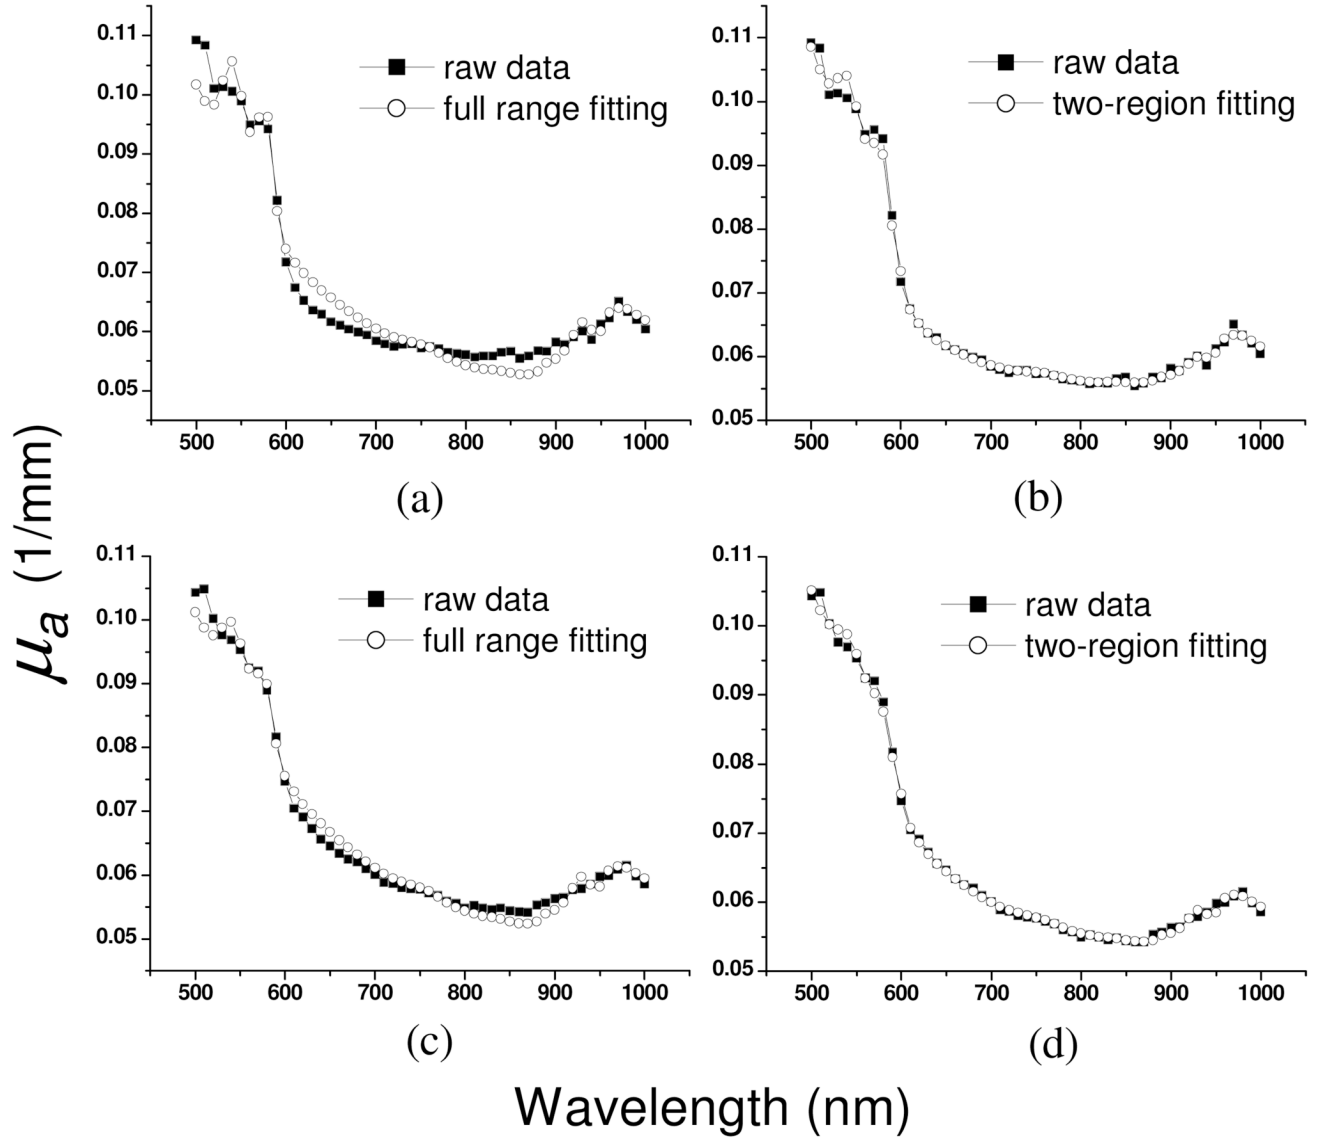 0.11
0.10
0.09
0.08
0.07
0.06
0.05
raw data
full range fitting
500 600 700 800 900 1000
(a)
0.11
0.10
0.09
0.08
0.07
0.06
0.05
raw data
two-region fitting
500 600 700 800 900 1000
(b)
μa (1/mm)
0.11
0.10
0.09
0.08
0.07
0.06
0.05
raw data
full range fitting
500 600 700 800 900 1000
(c)
0.11
0.10
0.09
0.08
0.07
0.06
0.05
raw data
two-region fitting
500 600 700 800 900 1000
(d)
Wavelength (nm)